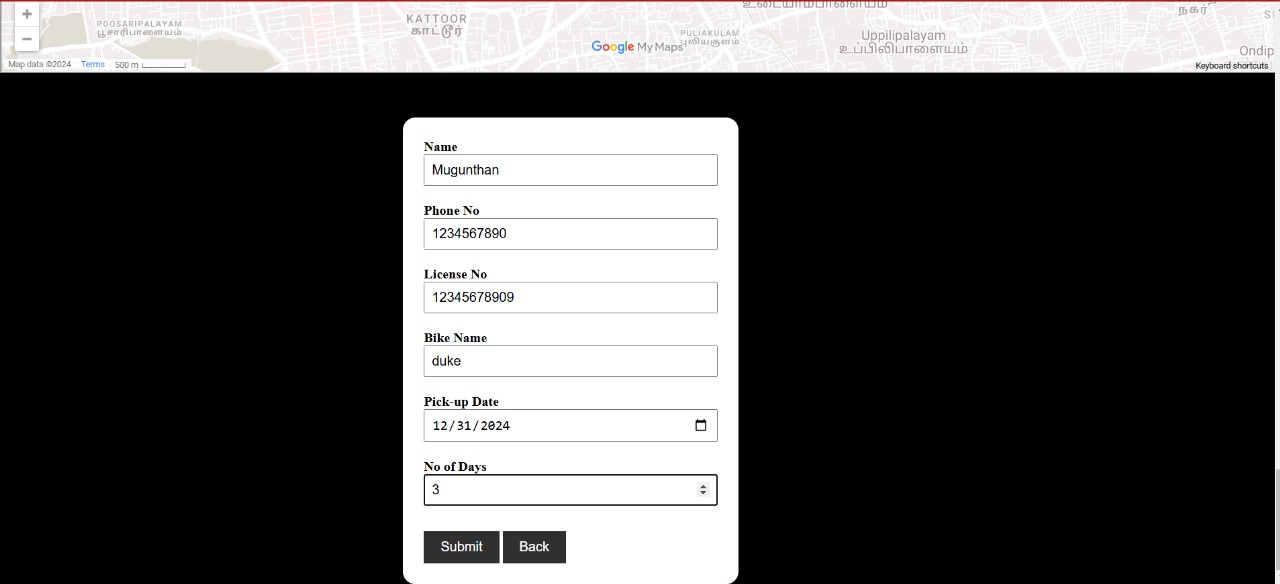 +
−
POOSARIPALAYAM
பூசாரிபாளையம்
KATTOOR
காட்டூர்
PULIAKULAM
புலியகுளம்
உடையாம்பாளையம்
Uppilipalayam
உப்பிலிபாளையம்
நகர்
Ondip
Google My Maps
Map data ©2024 Terms 500 m
Keyboard shortcuts
Name
Mugunthan
Phone No
1234567890
License No
12345678909
Bike Name
duke
Pick-up Date
12/31/2024
No of Days
3
Submit Back